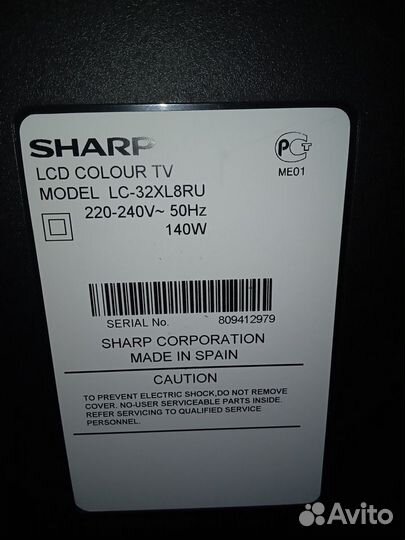 SHARP
LCD COLOUR TV
MODEL LC-32XL8RU
220-240V~ 50Hz
140W
PCT
ME01
SERIAL No. 809412979
SHARP CORPORATION
MADE IN SPAIN
CAUTION
TO PREVENT ELECTRIC SHOCK,DO NOT REMOVE
COVER. NO-USER SERVICEABLE PARTS INSIDE.
REFER SERVICING TO QUALIFIED SERVICE
PERSONNEL.
Avito